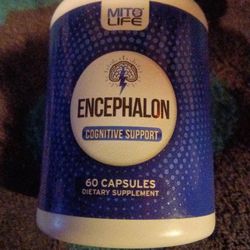 MITO
LIFE
ENCEPHALON
COGNITIVE SUPPORT
60 CAPSULES
DIETARY SUPPLEMENT